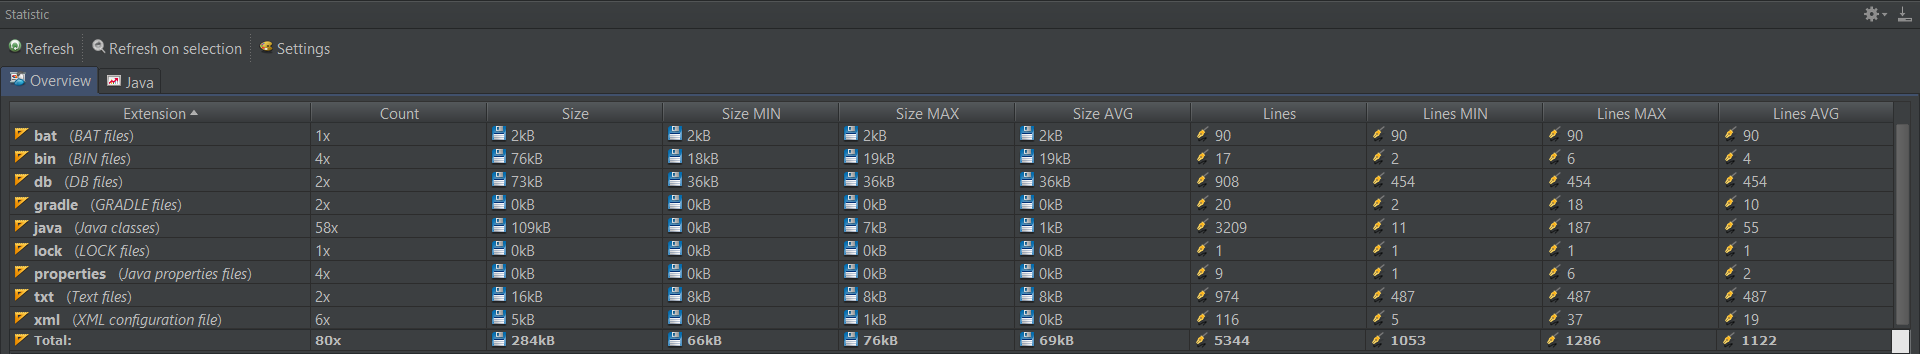 Statistic
Refresh Refresh on selection Settings
Overview Java
Extension Count Size Size MIN Size MAX Size AVG Lines Lines MIN Lines MAX Lines AVG
bat (BAT files) 1x 2kB 2kB 2kB 2kB 90 90 90 90
bin (BIN files) 4x 76kB 18kB 19kB 19kB 17 2 6 4
db (DB files) 2x 73kB 36kB 36kB 36kB 908 454 454 454
gradle (GRADLE files) 2x 0kB 0kB 0kB 0kB 20 2 18 10
java (Java classes) 58x 109kB 0kB 7kB 1kB 3209 11 187 55
lock (LOCK files) 1x 0kB 0kB 0kB 0kB 1 1 1 1
properties (Java properties files) 4x 0kB 0kB 0kB 0kB 9 1 6 2
txt (Text files) 2x 16kB 8kB 8kB 8kB 974 487 487 487
xml (XML configuration file) 6x 5kB 0kB 1kB 0kB 116 5 37 19
Total: 80x 284kB 66kB 76kB 69kB 5344 1053 1286 1122